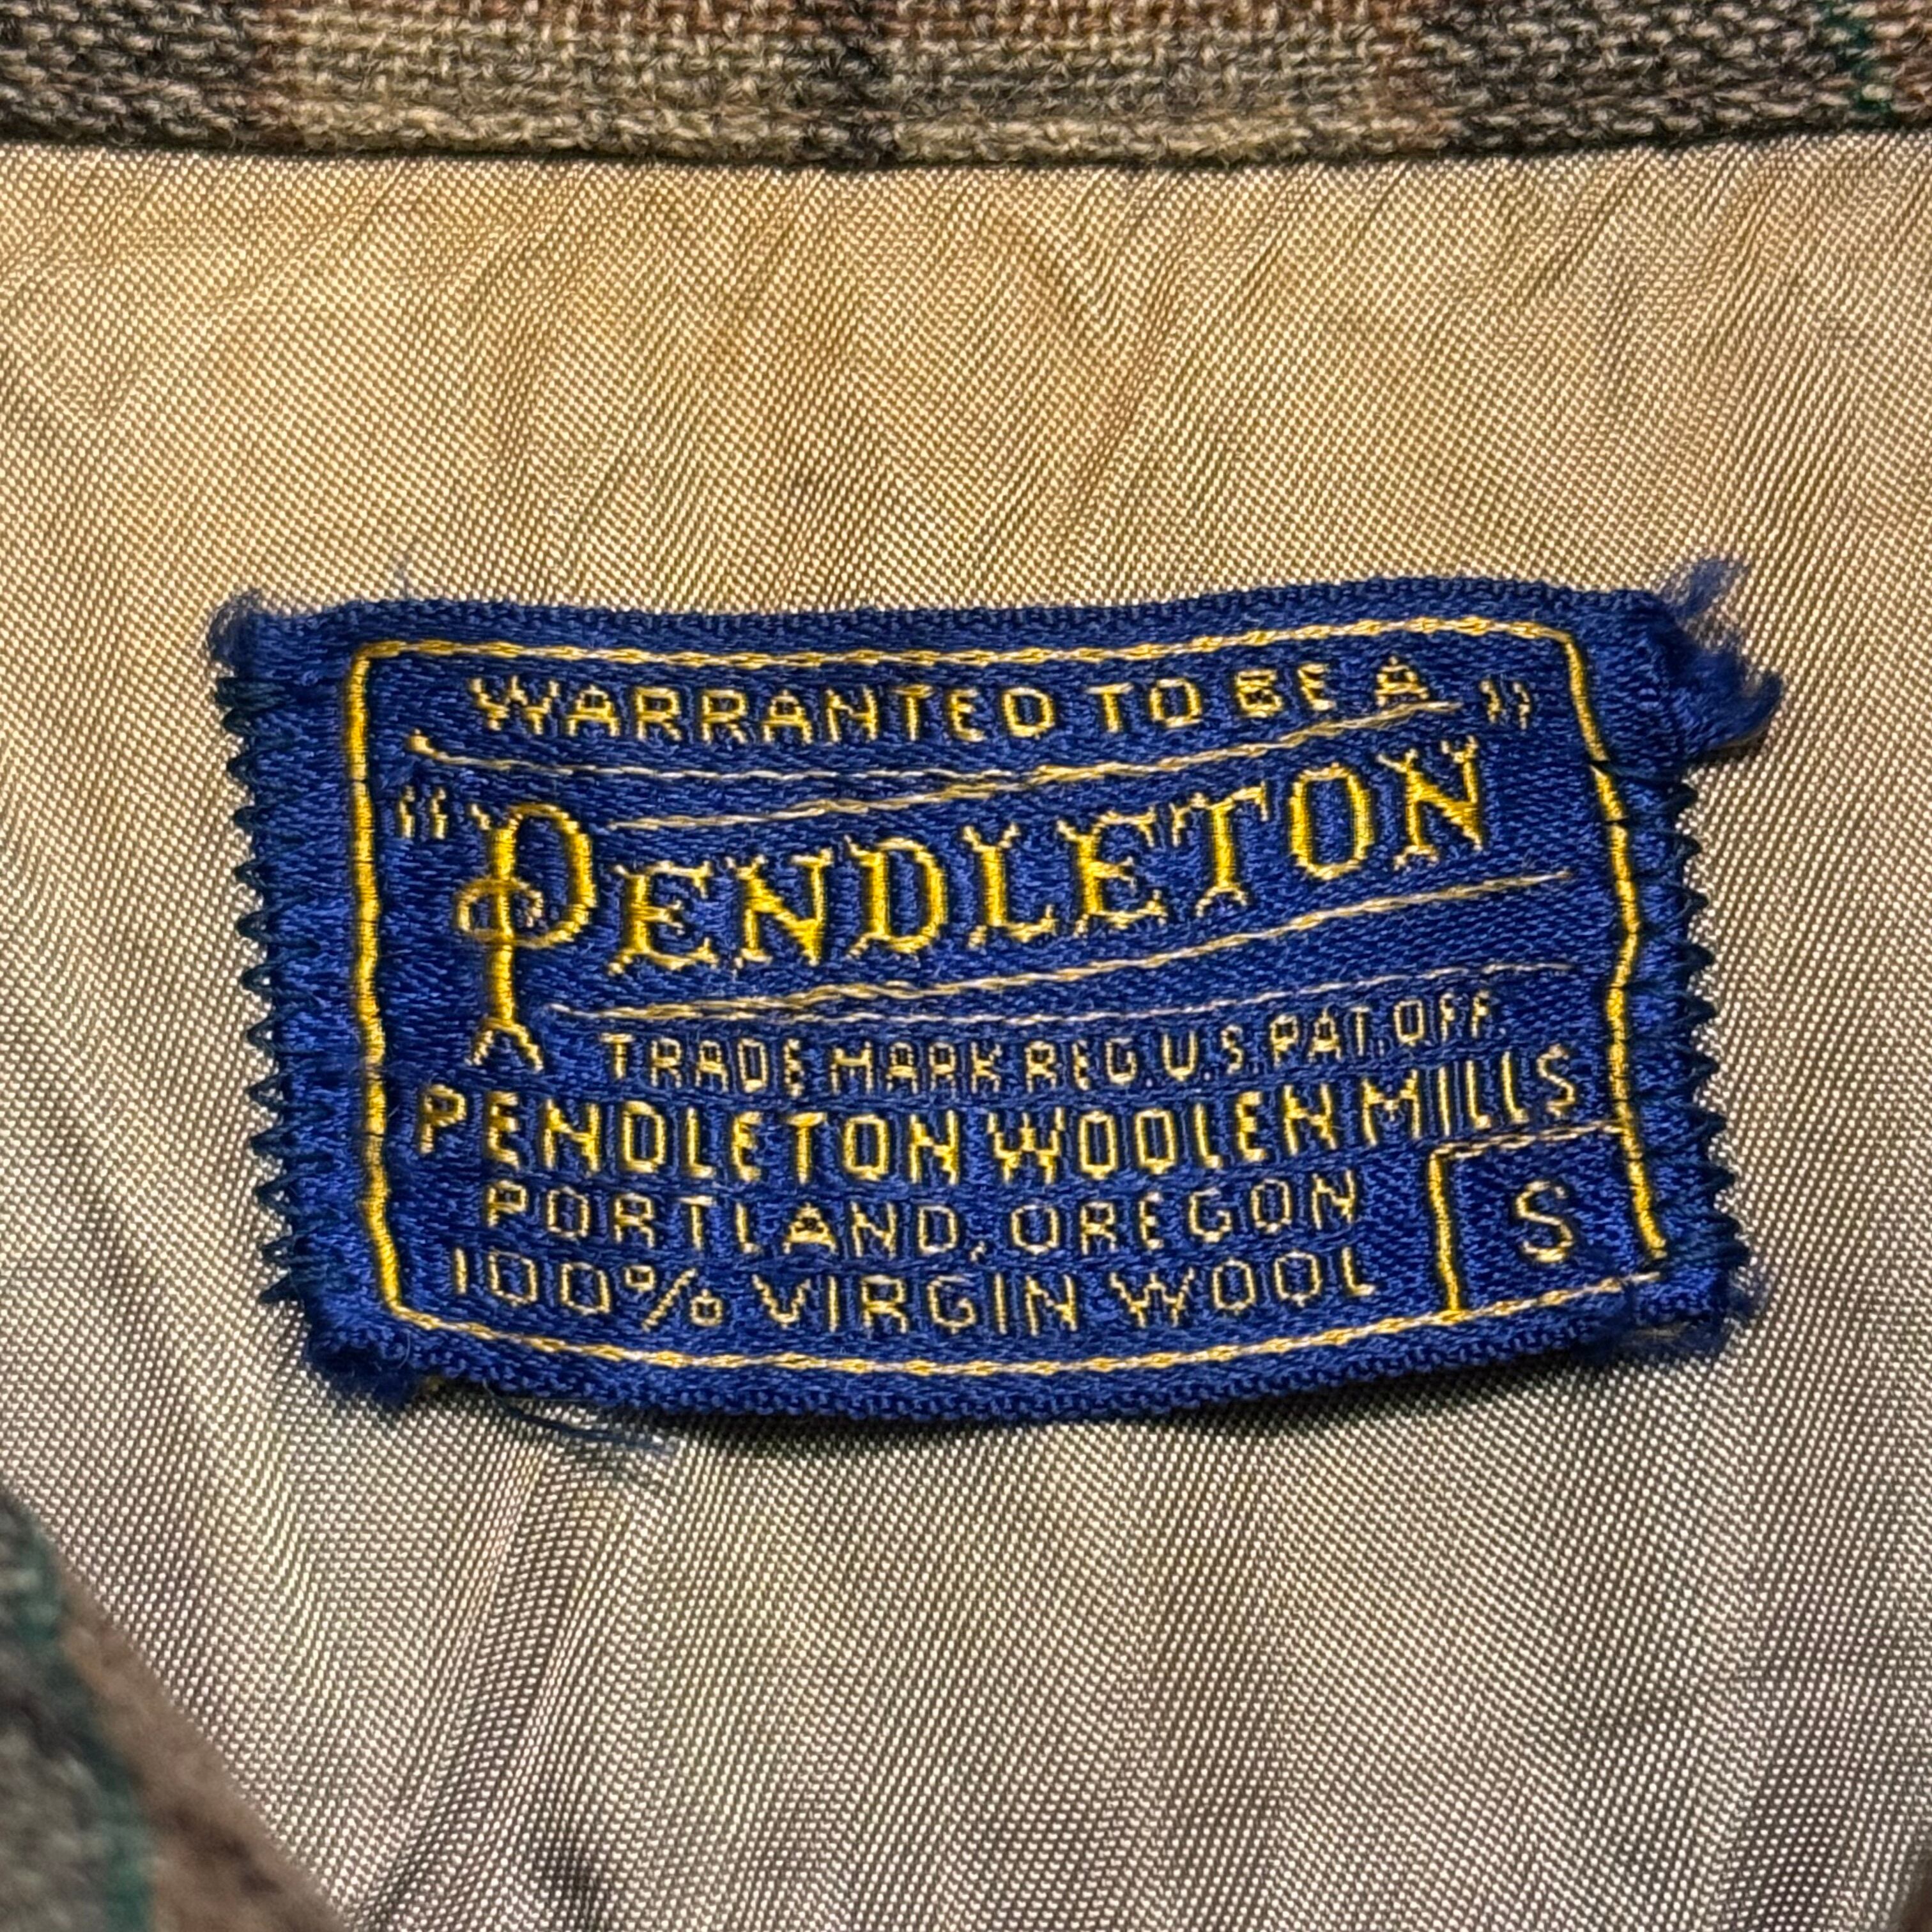 WARRANTED TO BE A
“PENDLETON”
TRADE MARK REG. U.S. PAT. OFF.
PENDLETON WOOLEN MILLS
PORTLAND, OREGON
100% VIRGIN WOOL
S